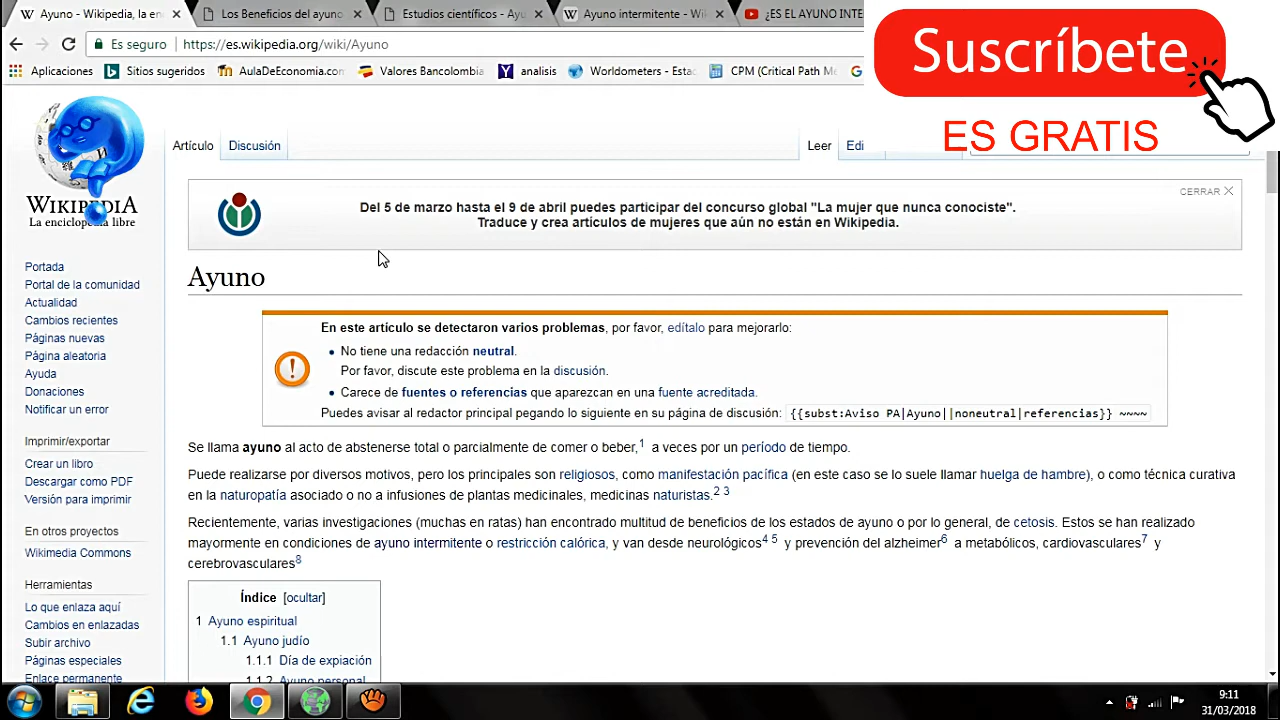 Ayuno - Wikipedia, la en
Los Beneficios del ayuno
Estudios científicos - Ayu
Ayuno intermitente - Wik
¿ES EL AYUNO INTE
Es seguro
https://es.wikipedia.org/wiki/Ayuno
Aplicaciones
Sitios sugeridos
AulaDeEconomia.com
Valores Bancolombia
analisis
Worldometers - Esta
CPM (Critical Path M
Suscríbete
ES GRATIS
WIKIPEDIA
La enciclopedia libre
Artículo
Discusión
Leer
Edi
CERRAR
Del 5 de marzo hasta el 9 de abril puedes participar del concurso global "La mujer que nunca conociste".
Traduce y crea artículos de mujeres que aún no están en Wikipedia.
Portada
Portal de la comunidad
Actualidad
Cambios recientes
Páginas nuevas
Página aleatoria
Ayuda
Donaciones
Notificar un error
Imprimir/exportar
Crear un libro
Descargar como PDF
Versión para imprimir
En otros proyectos
Wikimedia Commons
Herramientas
Lo que enlaza aquí
Cambios en enlazadas
Subir archivo
Páginas especiales
Enlace permanente
Ayuno
En este artículo se detectaron varios problemas, por favor, edítalo para mejorarlo:
No tiene una redacción neutral.
Por favor, discute este problema en la discusión.
Carece de fuentes o referencias que aparezcan en una fuente acreditada.
Puedes avisar al redactor principal pegando lo siguiente en su página de discusión: {{subst:Aviso PA|Ayuno||noneutral|referencias}} ~~~~
Se llama ayuno al acto de abstenerse total o parcialmente de comer o beber,1 a veces por un período de tiempo.
Puede realizarse por diversos motivos, pero los principales son religiosos, como manifestación pacífica (en este caso se lo suele llamar huelga de hambre), o como técnica curativa
en la naturopatía asociado o no a infusiones de plantas medicinales, medicinas naturistas.2 3
Recientemente, varias investigaciones (muchas en ratas) han encontrado multitud de beneficios de los estados de ayuno o por lo general, de cetosis. Estos se han realizado
mayormente en condiciones de ayuno intermitente o restricción calórica, y van desde neurológicos4 5 y prevención del alzheimer6 a metabólicos, cardiovasculares7 y
cerebrovasculares8
Índice [ocultar]
1 Ayuno espiritual
1.1 Ayuno judío
1.1.1 Día de expiación
1.1.2 Ayuno personal
9:11
31/03/2018